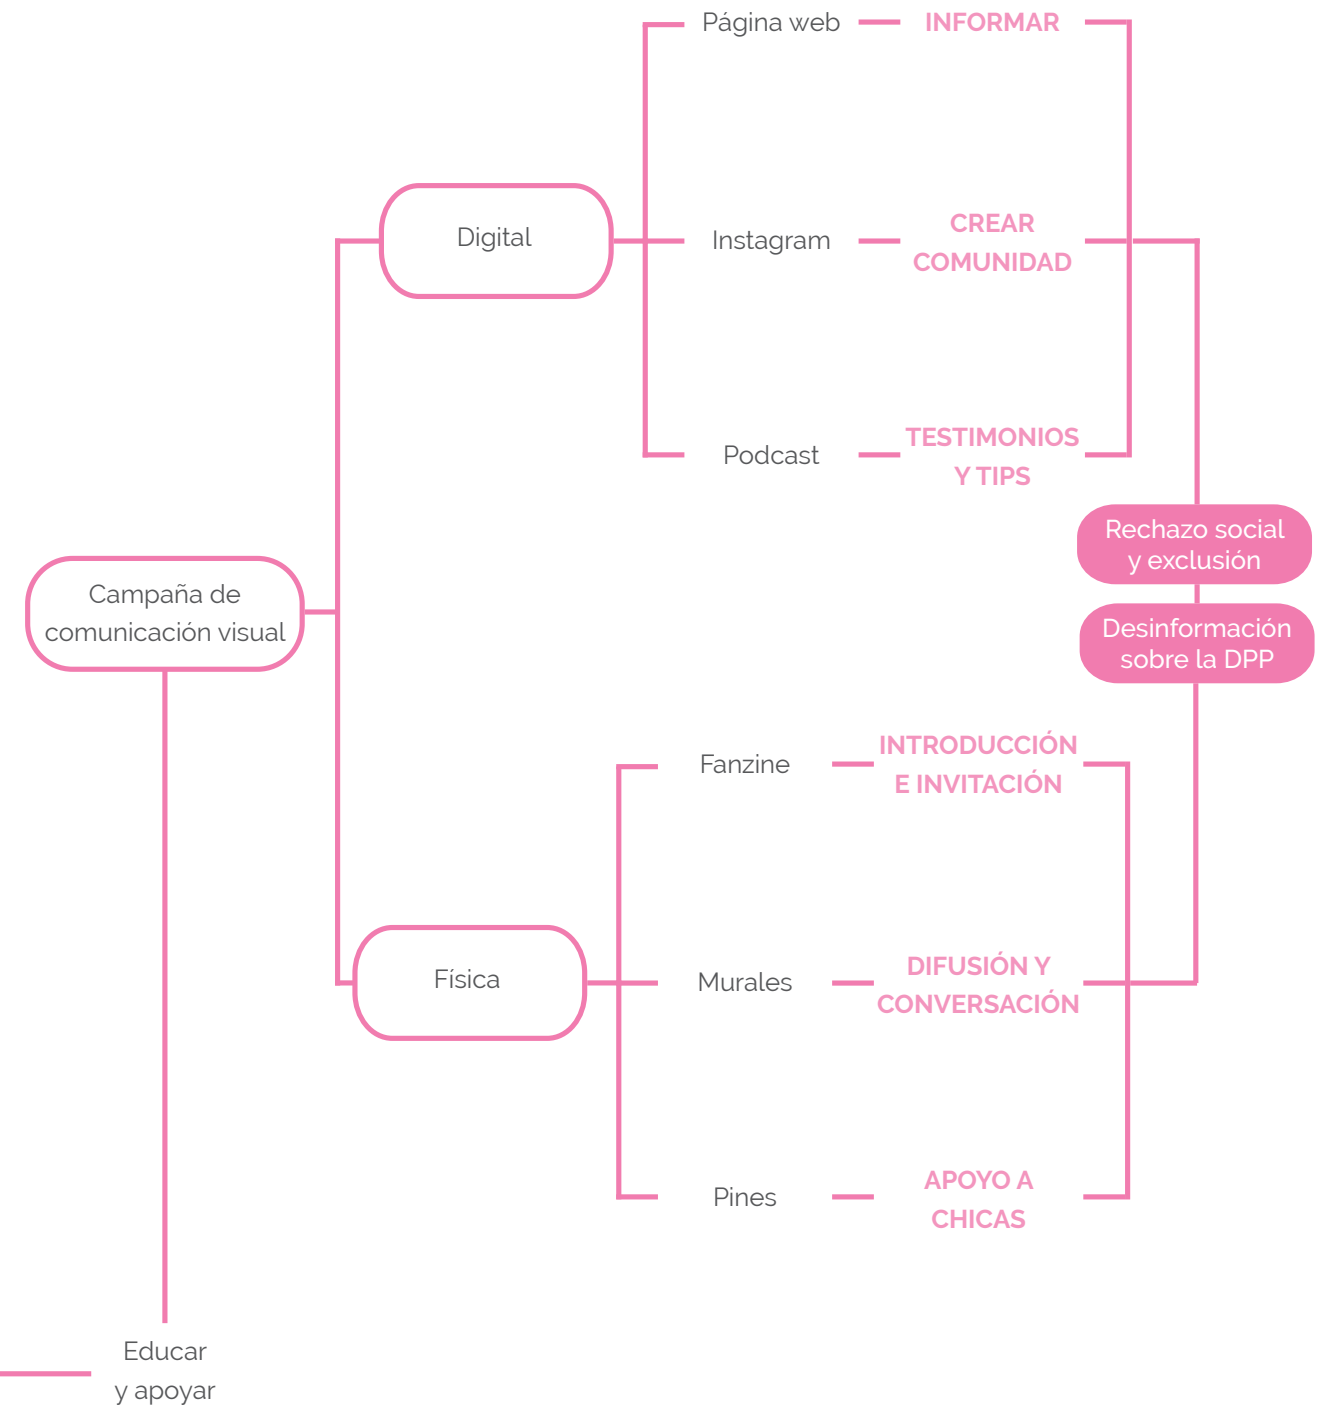 Página web
INFORMAR
Digital
Instagram
CREAR
COMUNIDAD
Podcast
TESTIMONIOS
Y TIPS
Rechazo social
y exclusión
Campaña de
comunicación visual
Desinformación
sobre la DPP
Fanzine
INTRODUCCIÓN
E INVITACIÓN
Física
Murales
DIFUSIÓN Y
CONVERSACIÓN
Pines
APOYO A
CHICAS
Educar
y apoyar